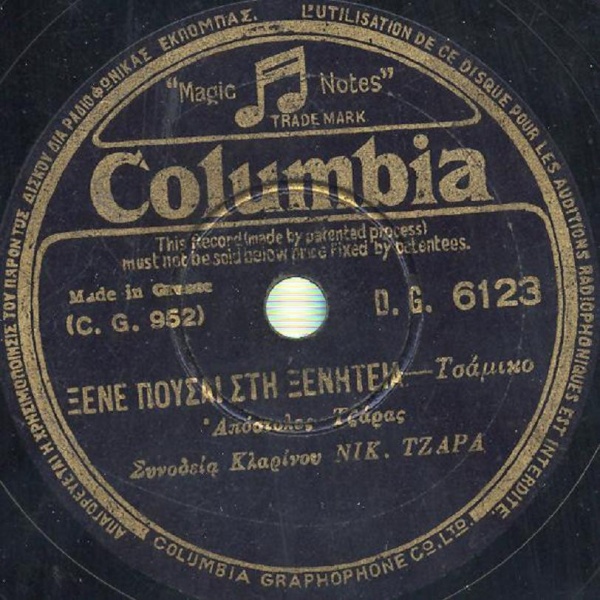 ΑΠΑΓΟΡΕΥΕΤΑΙ Η ΧΡΗΣΙΜΟΠΟΙΗΣΙΣ ΤΟΥ ΠΑΡΟΝΤΟΣ ΔΙΣΚΟΥ ΔΙΑ ΡΑΔΙΟΦΩΝΙΚΑΣ ΕΚΠΟΜΠΑΣ.
L'UTILISATION DE CE DISQUE POUR LES AUDITIONS RADIOPHONIQUES EST INTERDITE.
"Magic Notes"
TRADE MARK
Columbia
This Record (made by patented process)
must not be sold below price fixed by patentees.
Made in Greece
(C. G. 952)
D. G. 6123
ΞΕΝΕ ΠΟΥΣΑΙ ΣΤΗ ΞΕΝΗΤΕΙΑ—Τσάμικο
Ἀπόστολος Τζάρας
Συνοδείᾳ Κλαρίνου ΝΙΚ. ΤΖΑΡΑ
COLUMBIA GRAPHOPHONE Co. LTD.